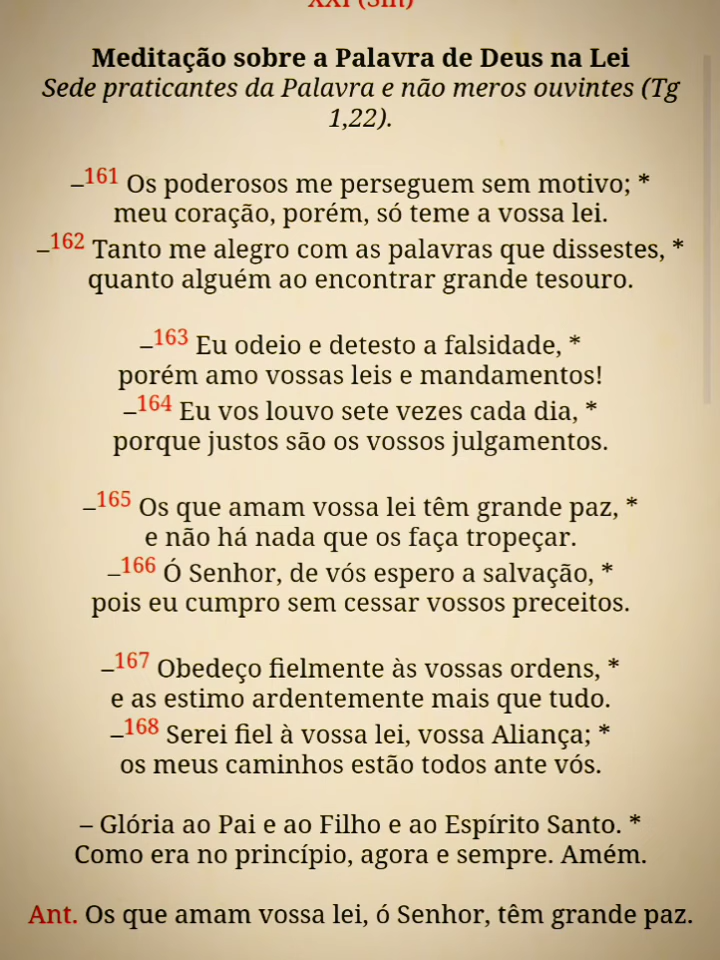 XXI (Sin)
Meditação sobre a Palavra de Deus na Lei
Sede praticantes da Palavra e não meros ouvintes (Tg
1,22).
–161 Os poderosos me perseguem sem motivo; *
meu coração, porém, só teme a vossa lei.
–162 Tanto me alegro com as palavras que dissestes, *
quanto alguém ao encontrar grande tesouro.
–163 Eu odeio e detesto a falsidade, *
porém amo vossas leis e mandamentos!
–164 Eu vos louvo sete vezes cada dia, *
porque justos são os vossos julgamentos.
–165 Os que amam vossa lei têm grande paz, *
e não há nada que os faça tropeçar.
–166 Ó Senhor, de vós espero a salvação, *
pois eu cumpro sem cessar vossos preceitos.
–167 Obedeço fielmente às vossas ordens, *
e as estimo ardentemente mais que tudo.
–168 Serei fiel à vossa lei, vossa Aliança; *
os meus caminhos estão todos ante vós.
– Glória ao Pai e ao Filho e ao Espírito Santo. *
Como era no princípio, agora e sempre. Amém.
Ant. Os que amam vossa lei, ó Senhor, têm grande paz.